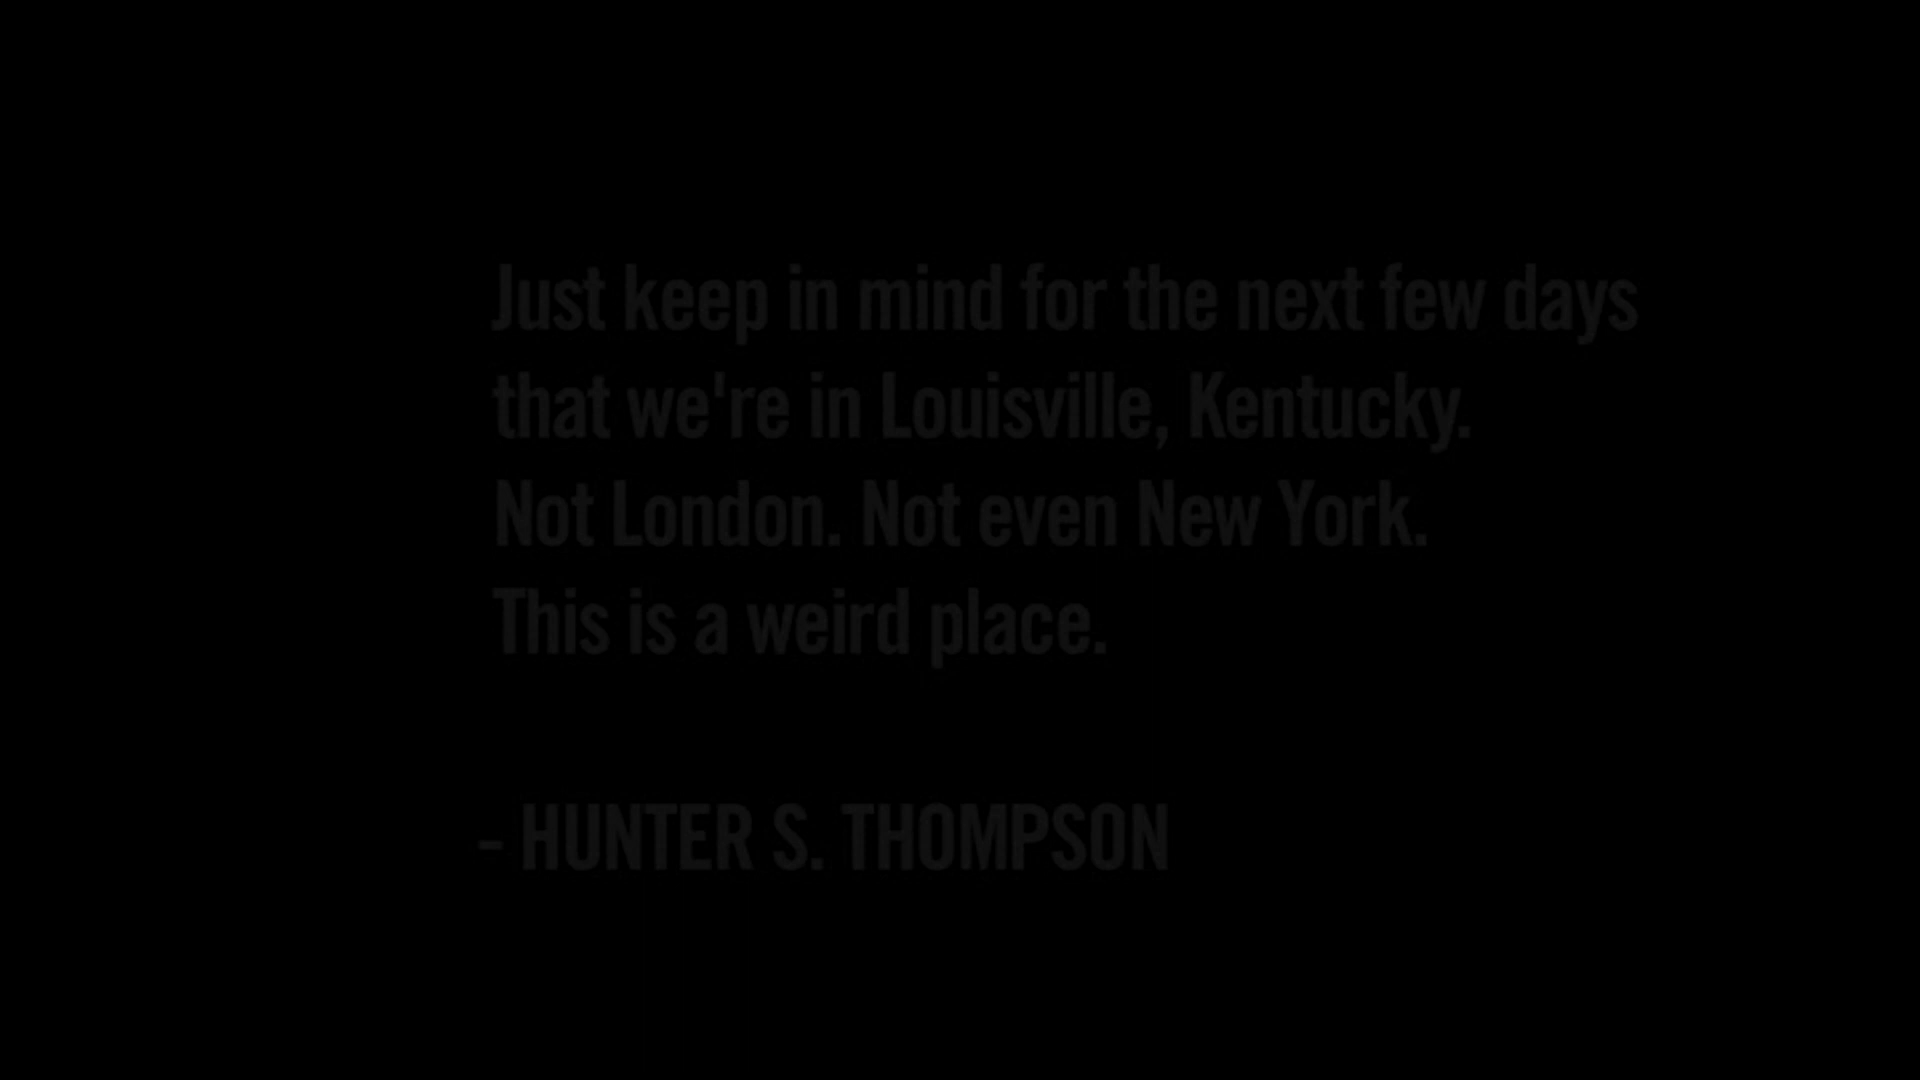 Just keep in mind for the next few days
that we're in Louisville, Kentucky.
Not London. Not even New York.
This is a weird place.
- HUNTER S. THOMPSON